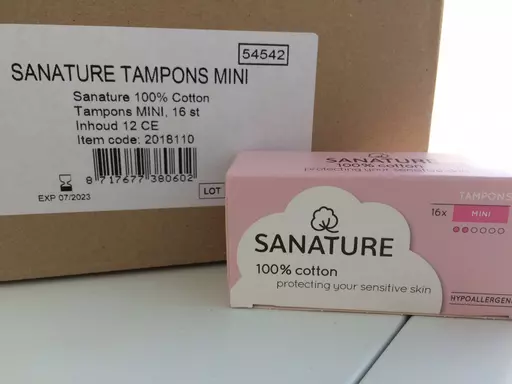 54542
SANATURE TAMPONS MINI
Sanature 100% Cotton
Tampons MINI, 16 st
Inhoud 12 CE
Item code: 2018110
8 717677 380602
EXP 07/2023
LOT
SANATURE
100% cotton
protecting your sensitive skin
TAMPONS
16x MINI
SANATURE
100% cotton
protecting your sensitive skin
HYPOALLERGEN